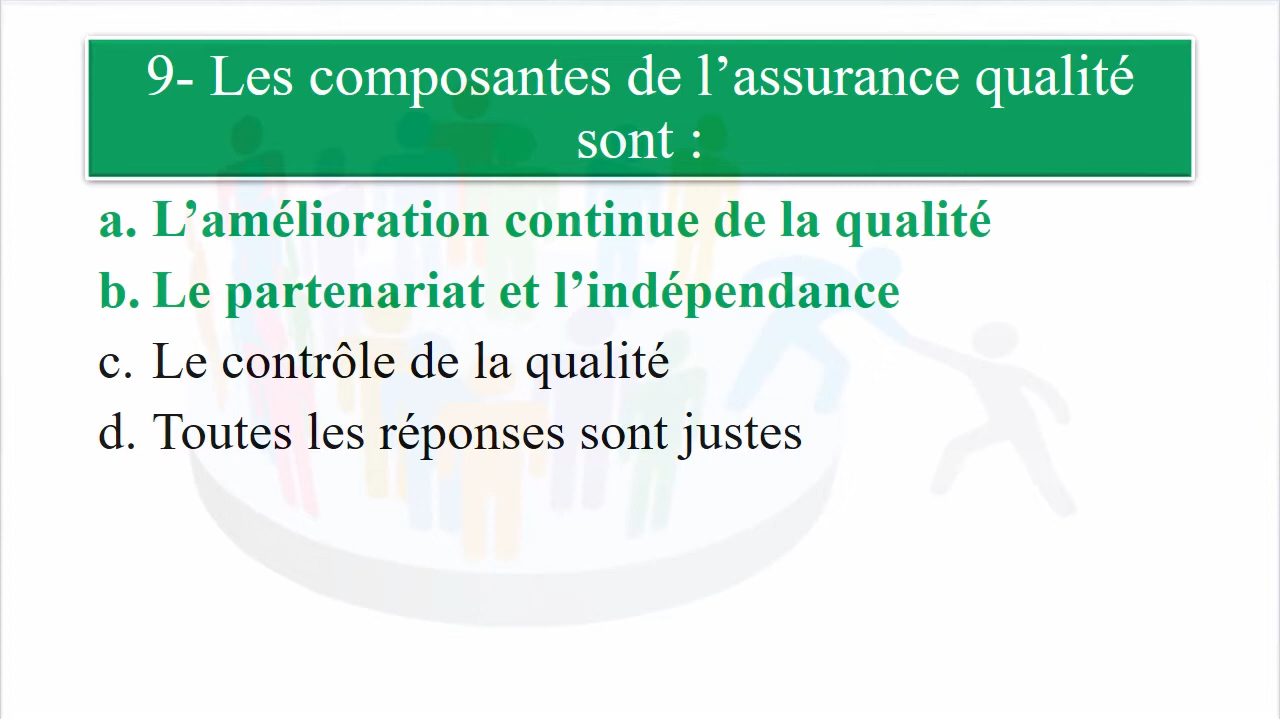 9- Les composantes de l’assurance qualité
sont :
a. L’amélioration continue de la qualité
b. Le partenariat et l’indépendance
c. Le contrôle de la qualité
d. Toutes les réponses sont justes